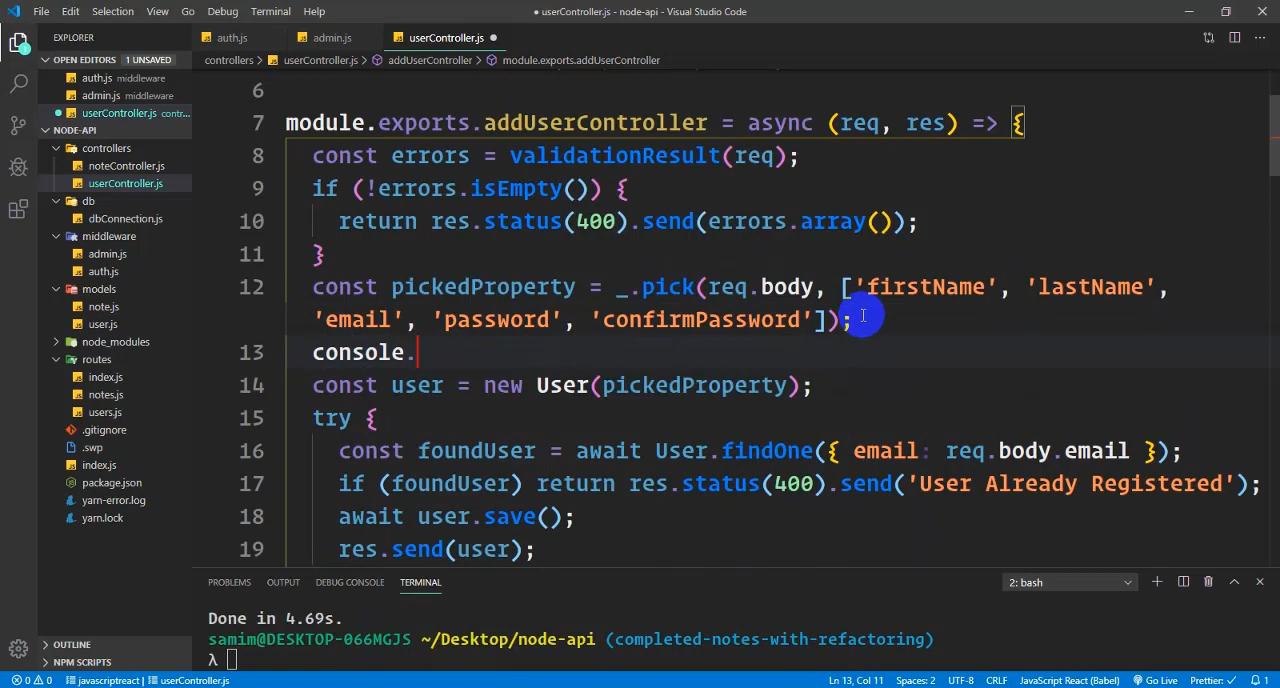 File Edit Selection View Go Debug Terminal Help
● userController.js - node-api - Visual Studio Code
EXPLORER
auth.js
admin.js
userController.js
OPEN EDITORS 1 UNSAVED
controllers > userController.js > addUserController > module.exports.addUserController
auth.js middleware
admin.js middleware
userController.js contr...
NODE-API
controllers
noteController.js
userController.js
db
dbConnection.js
middleware
admin.js
auth.js
models
note.js
user.js
node_modules
routes
index.js
notes.js
users.js
.gitignore
.swp
index.js
package.json
yarn-error.log
yarn.lock
OUTLINE
NPM SCRIPTS
6
7 module.exports.addUserController = async (req, res) => {
8 const errors = validationResult(req);
9 if (!errors.isEmpty()) {
10 return res.status(400).send(errors.array());
11 }
12 const pickedProperty = _.pick(req.body, ['firstName', 'lastName',
'email', 'password', 'confirmPassword']);
13 console.
14 const user = new User(pickedProperty);
15 try {
16 const foundUser = await User.findOne({ email: req.body.email });
17 if (foundUser) return res.status(400).send('User Already Registered');
18 await user.save();
19 res.send(user);
PROBLEMS OUTPUT DEBUG CONSOLE TERMINAL
2: bash
Done in 4.69s.
samim@DESKTOP-066MGJS ~/Desktop/node-api (completed-notes-with-refactoring)
λ
0 0 javascriptreact | userController.js
Ln 13, Col 11 Spaces: 2 UTF-8 CRLF JavaScript React (Babel) Go Live Prettier: ✓ 1